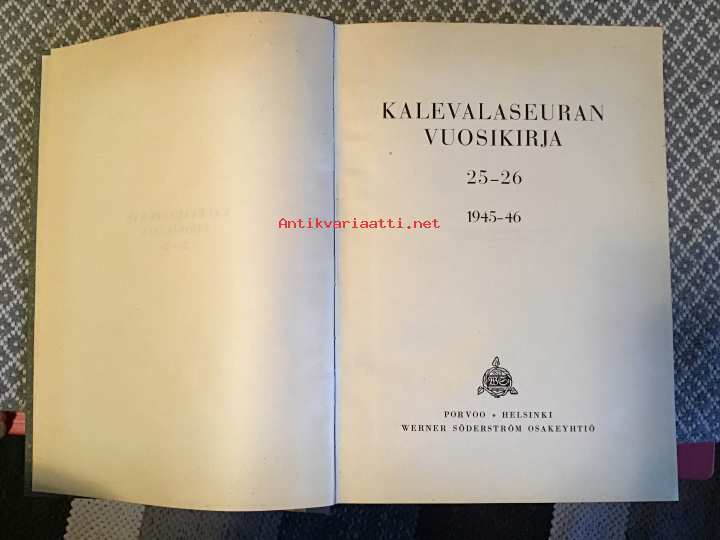 KALEVALASEURAN
VUOSIKIRJA
25–26
1945–46
Antikvariaatti.net
PORVOO • HELSINKI
WERNER SÖDERSTRÖM OSAKEYHTIÖ